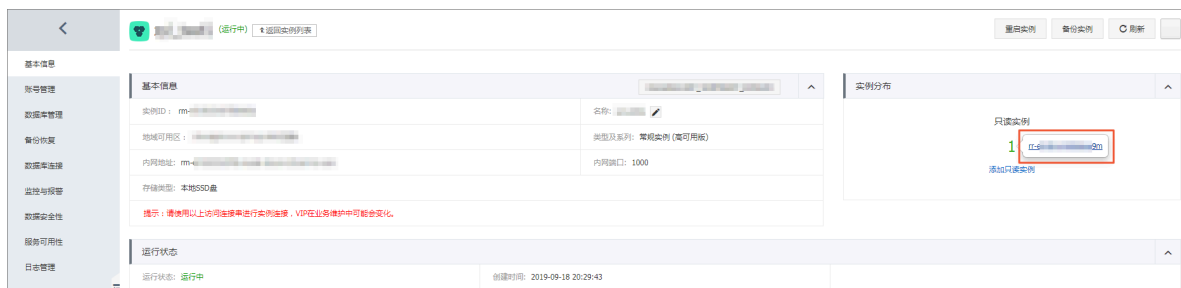 (运行中) 返回实例列表
重启实例 备份实例 刷新
基本信息
账号管理
数据库管理
备份恢复
数据库连接
监控与报警
数据安全性
服务可用性
日志管理
基本信息
实例ID： rm-
名称:
地域可用区：
类型及系列: 常规实例 (高可用版)
内网地址: rm-
内网端口: 1000
存储类型: 本地SSD盘
提示：请使用以上访问连接串进行实例连接，VIP在业务维护中可能会变化。
实例分布
只读实例
1 rr- 9m
添加只读实例
运行状态
运行状态: 运行中
创建时间: 2019-09-18 20:29:43